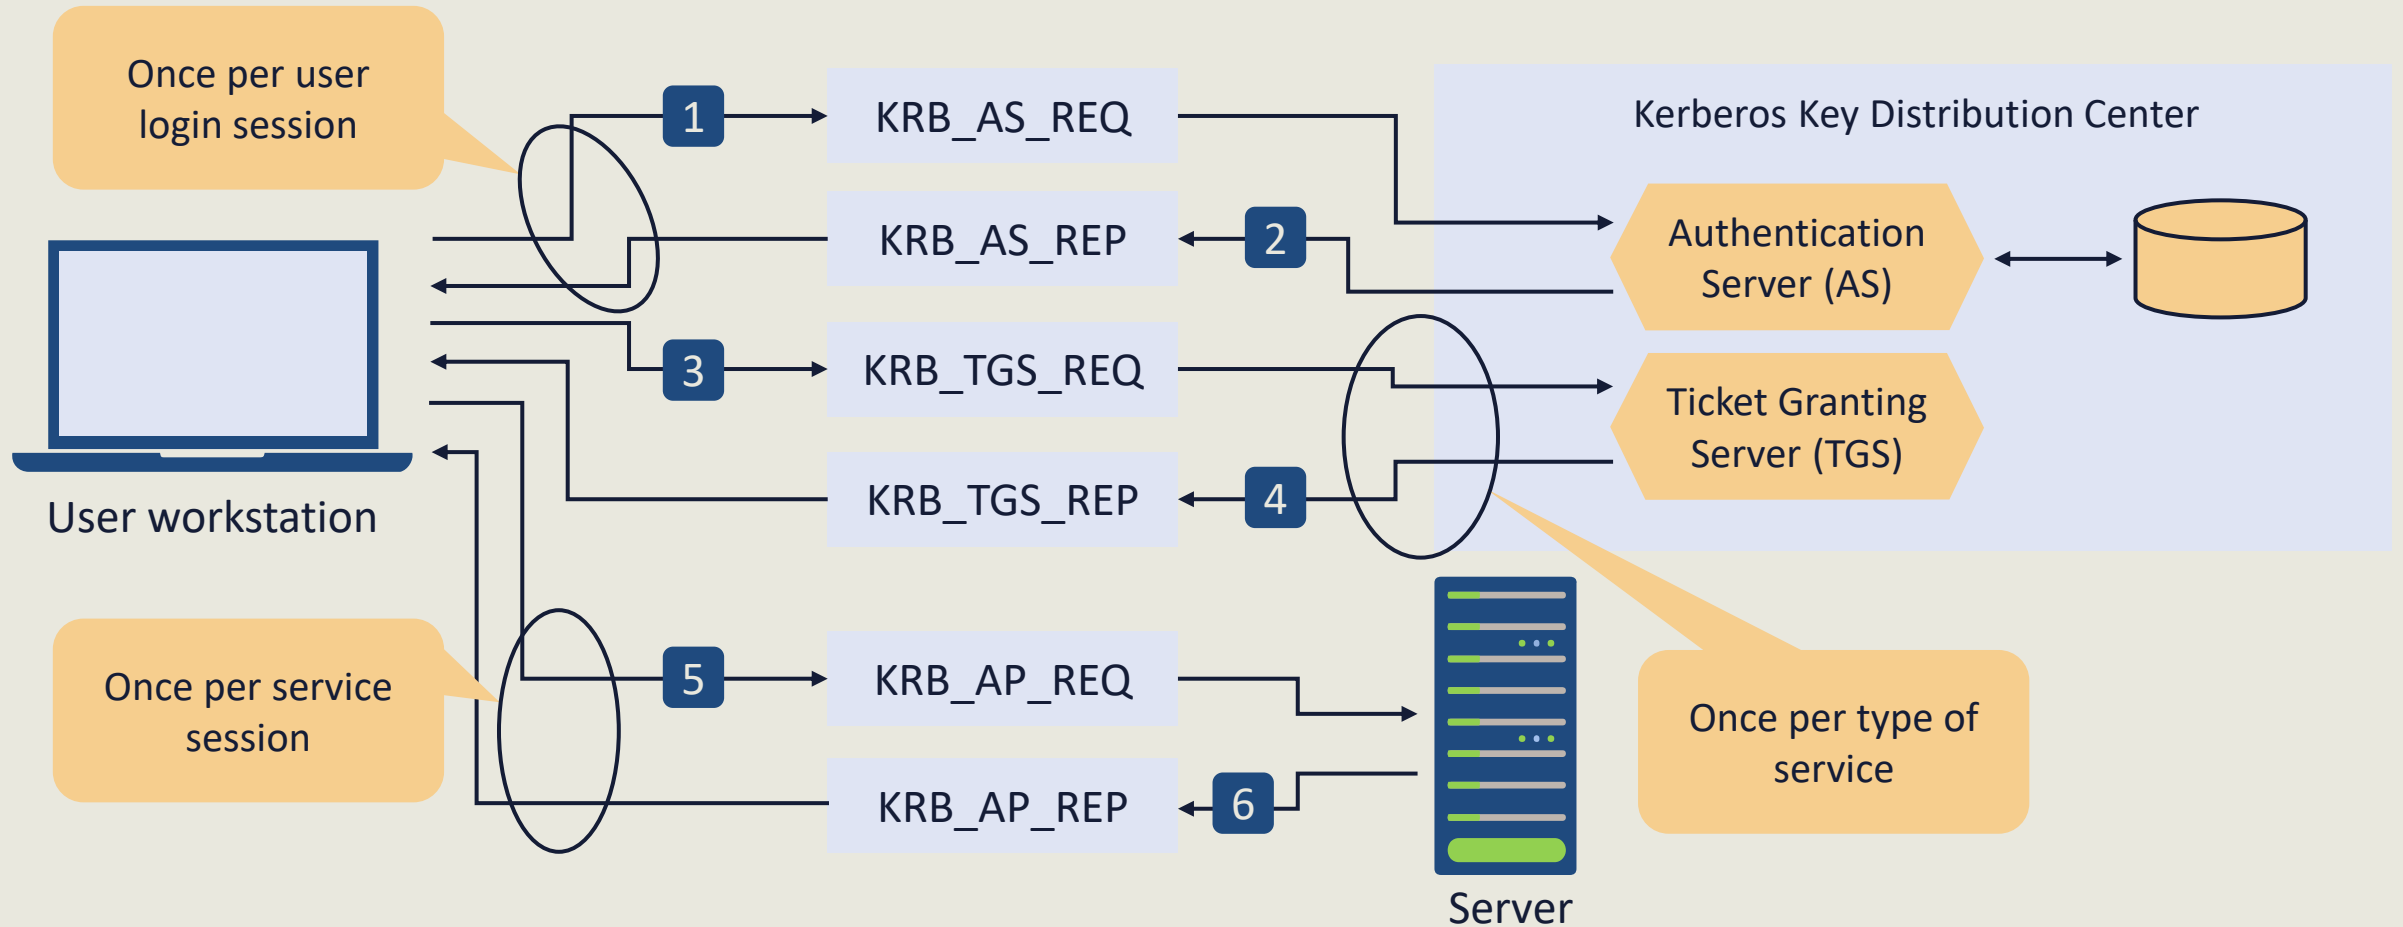 Once per user
login session
1
KRB_AS_REQ
Kerberos Key Distribution Center
KRB_AS_REP
2
Authentication
Server (AS)
3
KRB_TGS_REQ
Ticket Granting
Server (TGS)
KRB_TGS_REP
4
User workstation
Once per service
session
5
KRB_AP_REQ
Once per type of
service
KRB_AP_REP
6
Server